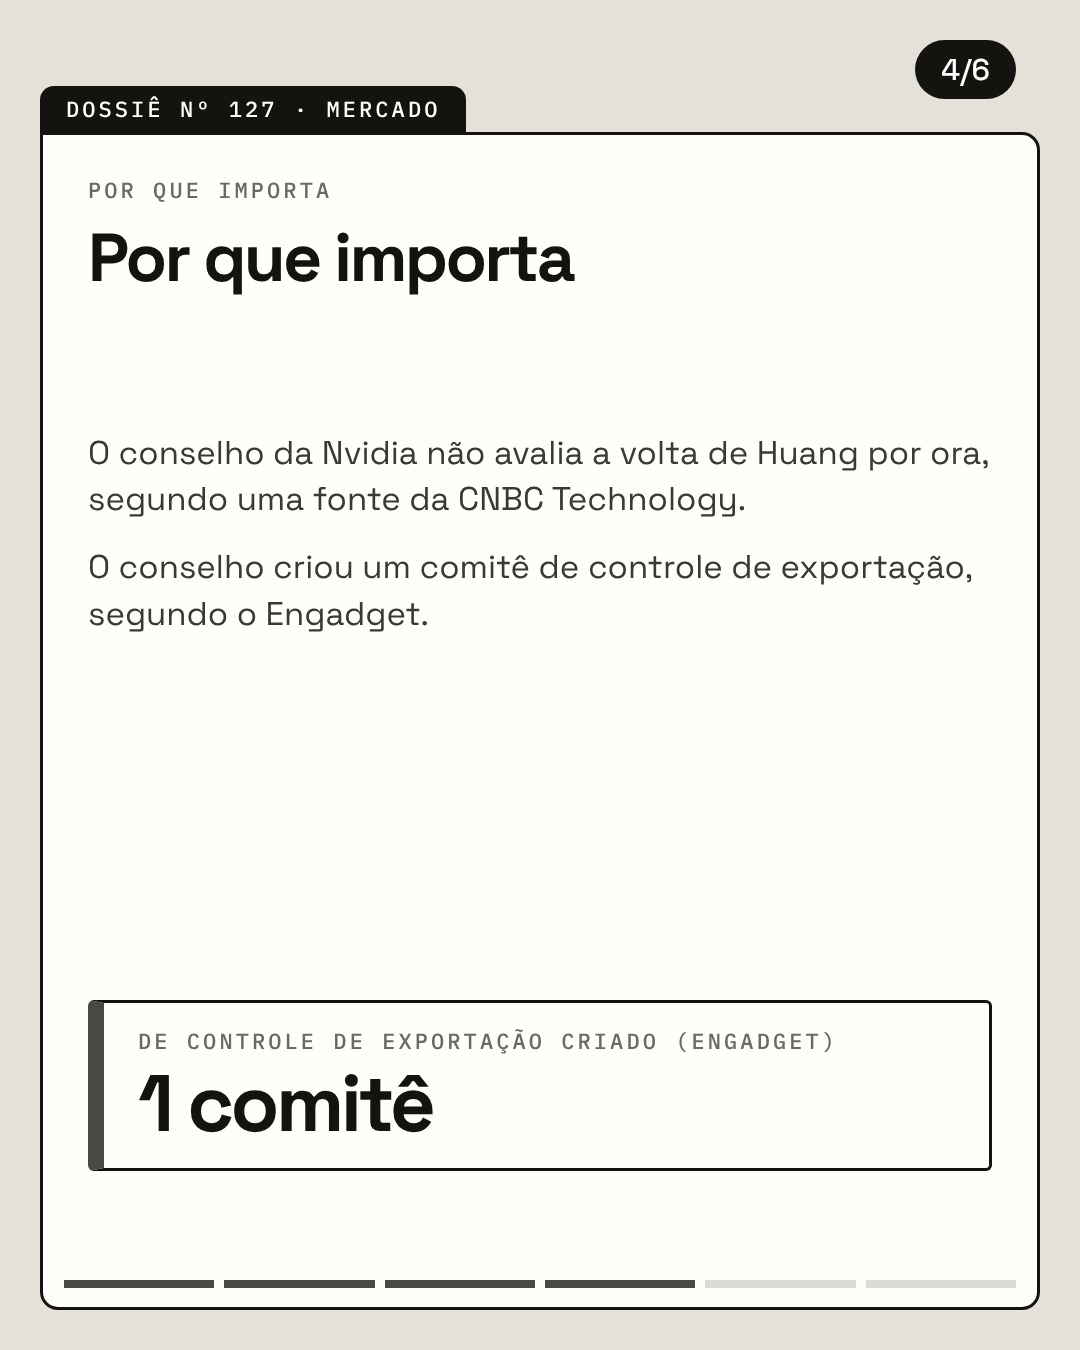 4/6
DOSSIÊ Nº 127 · MERCADO
POR QUE IMPORTA
Por que importa
O conselho da Nvidia não avalia a volta de Huang por ora,
segundo uma fonte da CNBC Technology.
O conselho criou um comitê de controle de exportação,
segundo o Engadget.
DE CONTROLE DE EXPORTAÇÃO CRIADO (ENGADGET)
1 comitê